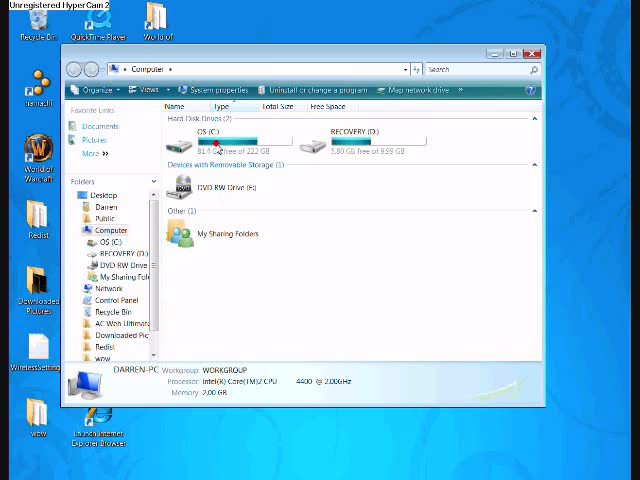 Unregistered HyperCam 2
Recycle Bin
QuickTime Player
World of
hamachi
World of
Warcraft
Redist
Downloaded
Pictures
WirelessSetting
wow
Launch Internet
Explorer Browser
Computer
Search
Organize
Views
System properties
Uninstall or change a program
Map network drive
»
Favorite Links
Documents
Pictures
More »
Folders
Desktop
Darren
Public
Computer
OS (C:)
RECOVERY (D:)
DVD RW Drive
My Sharing Fol
Network
Control Panel
Recycle Bin
AC Web Ultima
Downloaded Pic
Redist
wow
Name Type Total Size Free Space
Hard Disk Drives (2)
OS (C:)
free of 222 GB
RECOVERY (D:)
5.80 GB free of 9.99 GB
Devices with Removable Storage (1)
DVD RW Drive (E:)
Other (1)
My Sharing Folders
DARREN-PC Workgroup: WORKGROUP
Processor: Intel(R) Core(TM)2 CPU 4400 @ 2.00GHz
Memory: 2.00 GB